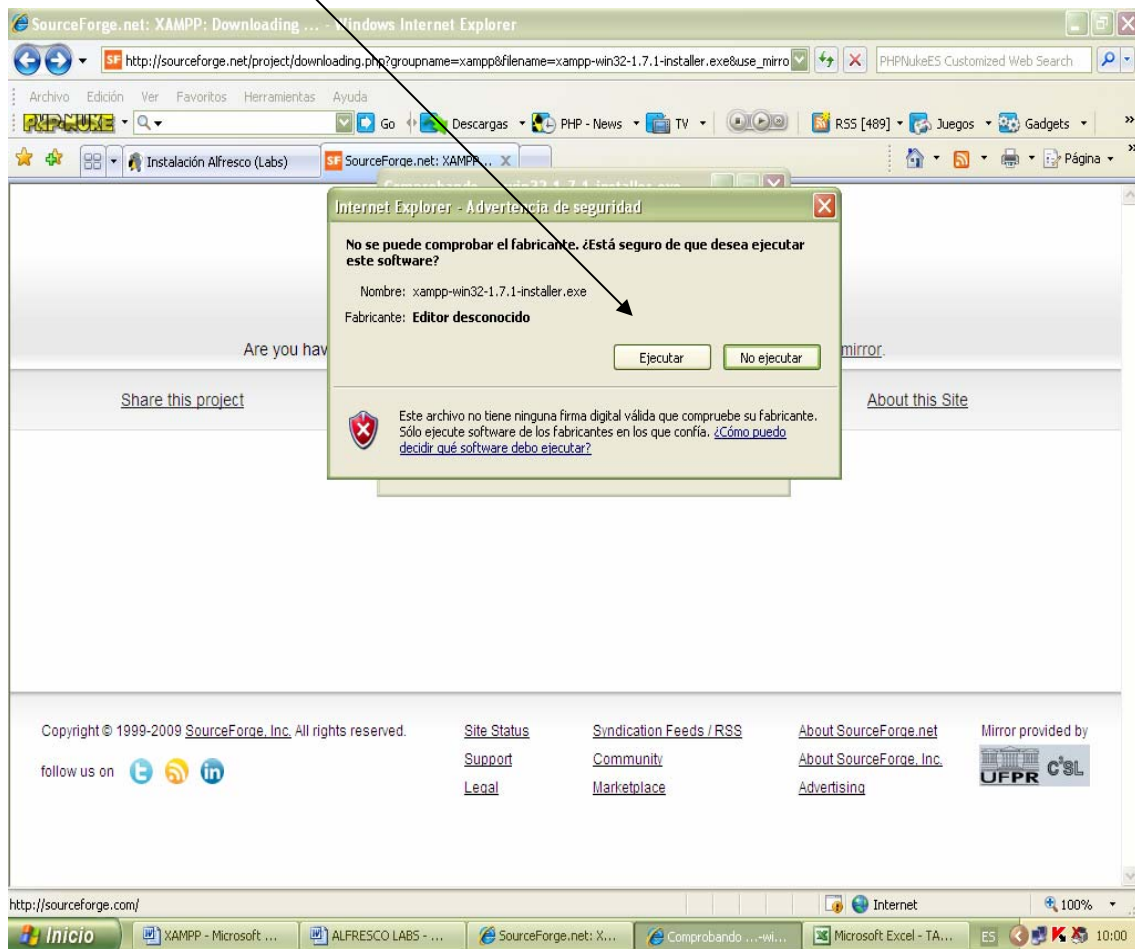 SourceForge.net: XAMPP: Downloading ... - Windows Internet Explorer
SF http://sourceforge.net/project/downloading.php?groupname=xampp&filename=xampp-win32-1.7.1-installer.exe&use_mirro
PHPNukeES Customized Web Search
Archivo Edición Ver Favoritos Herramientas Ayuda
PHP-NUKE Go Descargas PHP - News TV RSS [489] Juegos Gadgets »
Instalación Alfresco (Labs) SF SourceForge.net: XAMPP... X Página »
Internet Explorer - Advertencia de seguridad
No se puede comprobar el fabricante. ¿Está seguro de que desea ejecutar
este software?
Nombre: xampp-win32-1.7.1-installer.exe
Fabricante: Editor desconocido
Ejecutar No ejecutar
Este archivo no tiene ninguna firma digital válida que compruebe su fabricante.
Sólo ejecute software de los fabricantes en los que confía. ¿Cómo puedo
decidir qué software debo ejecutar?
Are you hav mirror.
Share this project About this Site
Copyright © 1999-2009 SourceForge, Inc. All rights reserved.
follow us on
Site Status
Support
Legal
Syndication Feeds / RSS
Community
Marketplace
About SourceForge.net
About SourceForge, Inc.
Advertising
Mirror provided by
UFPR C3SL
http://sourceforge.com/ Internet 100%
Inicio XAMPP - Microsoft ... ALFRESCO LABS - ... SourceForge.net: X... Comprobando ...-wi... Microsoft Excel - TA... ES 10:00